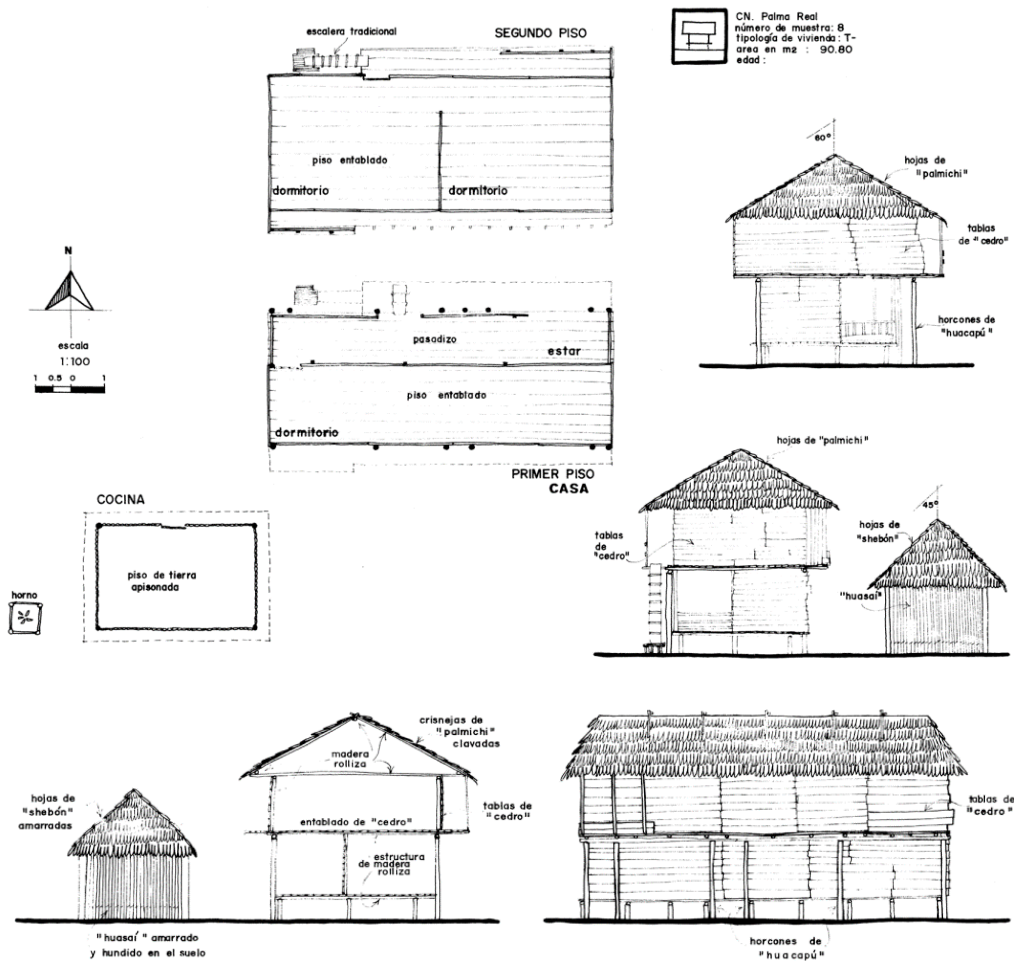 CN. Palma Real
número de muestra: 8
tipología de vivienda: T-
area en m2 : 90.80
edad :
escalera tradicional
SEGUNDO PISO
piso entablado
dormitorio
dormitorio
60°
hojas de
"palmichi"
tablas
de "cedro"
horcones de
"huacapú"
N
escala
1:100
1 0.5 0 1
pasadizo
estar
piso entablado
dormitorio
PRIMER PISO
CASA
COCINA
piso de tierra
apisonada
horno
hojas de "palmichi"
tablas
de
"cedro"
45°
hojas de
"shebón"
"huasaí"
crisnejas de
"palmichi"
clavadas
madera
rolliza
hojas de
"shebón"
amarradas
entablado de "cedro"
tablas de
"cedro"
estructura
de madera
rolliza
"huasaí" amarrado
y hundido en el suelo
tablas de
"cedro"
horcones de
"huacapú"